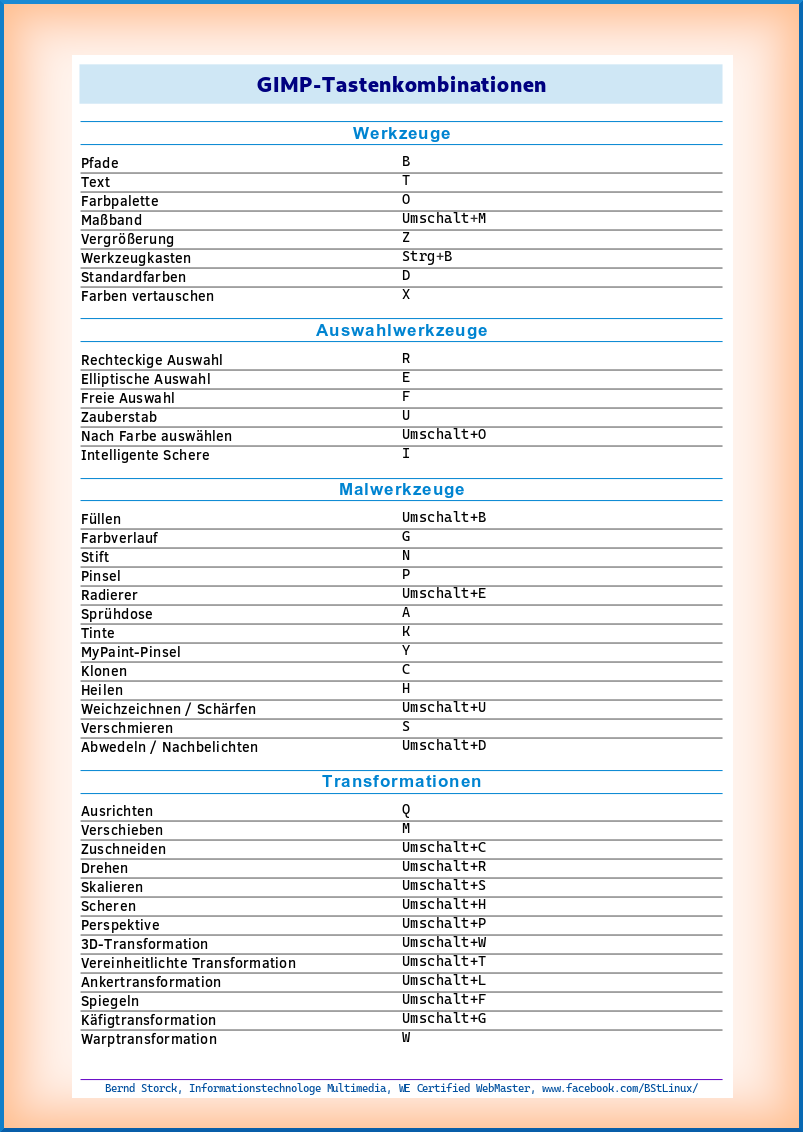 GIMP-Tastenkombinationen
Werkzeuge
Pfade B
Text T
Farbpalette O
Maßband Umschalt+M
Vergrößerung Z
Werkzeugkasten Strg+B
Standardfarben D
Farben vertauschen X
Auswahlwerkzeuge
Rechteckige Auswahl R
Elliptische Auswahl E
Freie Auswahl F
Zauberstab U
Nach Farbe auswählen Umschalt+O
Intelligente Schere I
Malwerkzeuge
Füllen Umschalt+B
Farbverlauf G
Stift N
Pinsel P
Radierer Umschalt+E
Sprühdose A
Tinte K
MyPaint-Pinsel Y
Klonen C
Heilen H
Weichzeichnen / Schärfen Umschalt+U
Verschmieren S
Abwedeln / Nachbelichten Umschalt+D
Transformationen
Ausrichten Q
Verschieben M
Zuschneiden Umschalt+C
Drehen Umschalt+R
Skalieren Umschalt+S
Scheren Umschalt+H
Perspektive Umschalt+P
3D-Transformation Umschalt+W
Vereinheitlichte Transformation Umschalt+T
Ankertransformation Umschalt+L
Spiegeln Umschalt+F
Käfigtransformation Umschalt+G
Warptransformation W
Bernd Storck, Informationstechnologe Multimedia, WE Certified WebMaster, www.facebook.com/BStLinux/